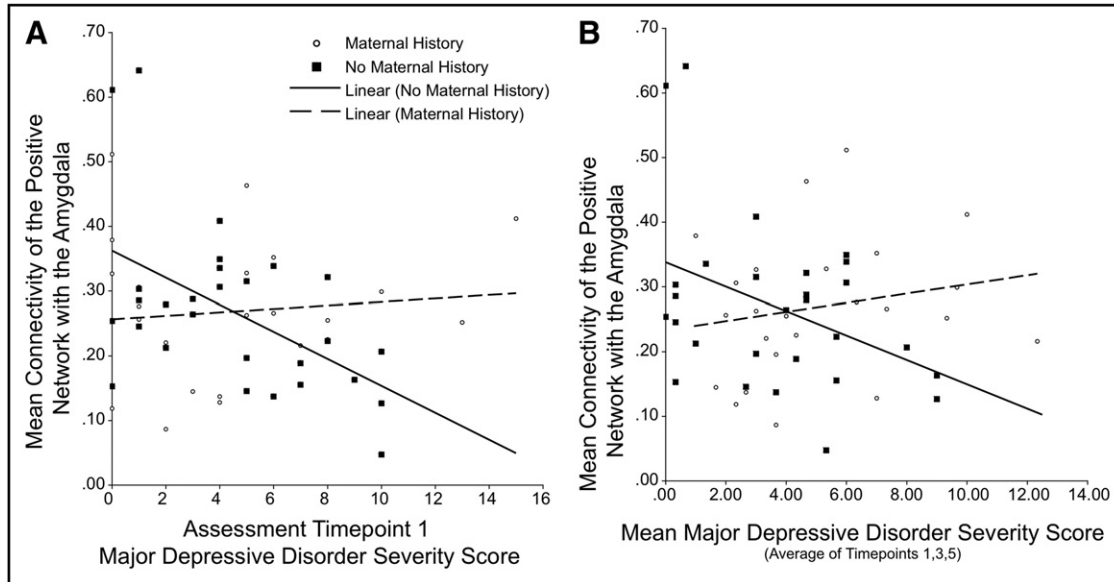 A
Mean Connectivity of the Positive
Network with the Amygdala
.70
.60
.50
.40
.30
.20
.10
.00
0 2 4 6 8 10 12 14 16
Assessment Timepoint 1
Major Depressive Disorder Severity Score
Maternal History
No Maternal History
Linear (No Maternal History)
Linear (Maternal History)
B
Mean Connectivity of the Positive
Network with the Amygdala
.70
.60
.50
.40
.30
.20
.10
.00
.00 2.00 4.00 6.00 8.00 10.00 12.00 14.00
Mean Major Depressive Disorder Severity Score
(Average of Timepoints 1,3,5)